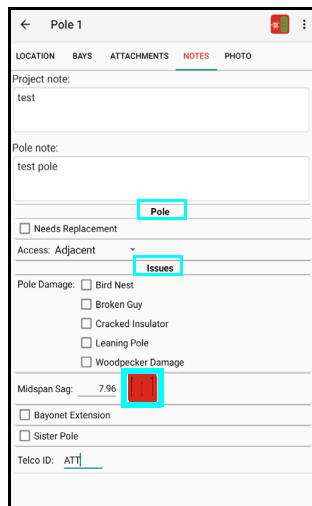 Pole 1
LOCATION BAYS ATTACHMENTS NOTES PHOTO
Project note:
test
Pole note:
test pole
Pole
Needs Replacement
Access: Adjacent
Issues
Pole Damage: Bird Nest
Broken Guy
Cracked Insulator
Leaning Pole
Woodpecker Damage
Midspan Sag: 7.96
Bayonet Extension
Sister Pole
Telco ID: ATT